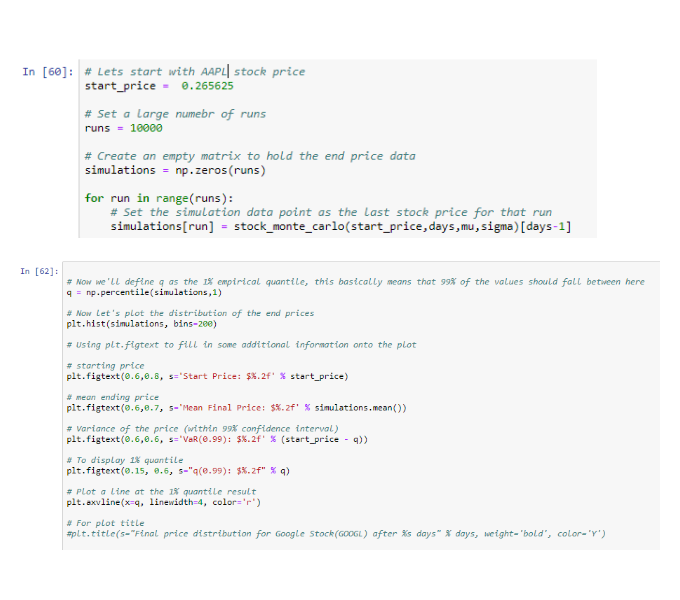 In [60]:
# Lets start with AAPL stock price
start_price = 0.265625
# Set a large numebr of runs
runs = 10000
# Create an empty matrix to hold the end price data
simulations = np.zeros(runs)
for run in range(runs):
# Set the simulation data point as the last stock price for that run
simulations[run] = stock_monte_carlo(start_price,days,mu,sigma)[days-1]
In [62]:
# Now we'll define q as the 1% empirical quantile, this basically means that 99% of the values should fall between here
q = np.percentile(simulations,1)
# Now let's plot the distribution of the end prices
plt.hist(simulations, bins=200)
# Using plt.figtext to fill in some additional information onto the plot
# starting price
plt.figtext(0.6,0.8, s='Start Price: $%.2f' % start_price)
# mean ending price
plt.figtext(0.6,0.7, s='Mean Final Price: $%.2f' % simulations.mean())
# Variance of the price (within 99% confidence interval)
plt.figtext(0.6,0.6, s='VaR(0.99): $%.2f' % (start_price - q))
# To display 1% quantile
plt.figtext(0.15, 0.6, s="q(0.99): $%.2f" % q)
# Plot a line at the 1% quantile result
plt.axvline(x=q, linewidth=4, color='r')
# For plot title
#plt.title(s="Final price distribution for Google Stock(GOOGL) after %s days" % days, weight='bold', color='Y')